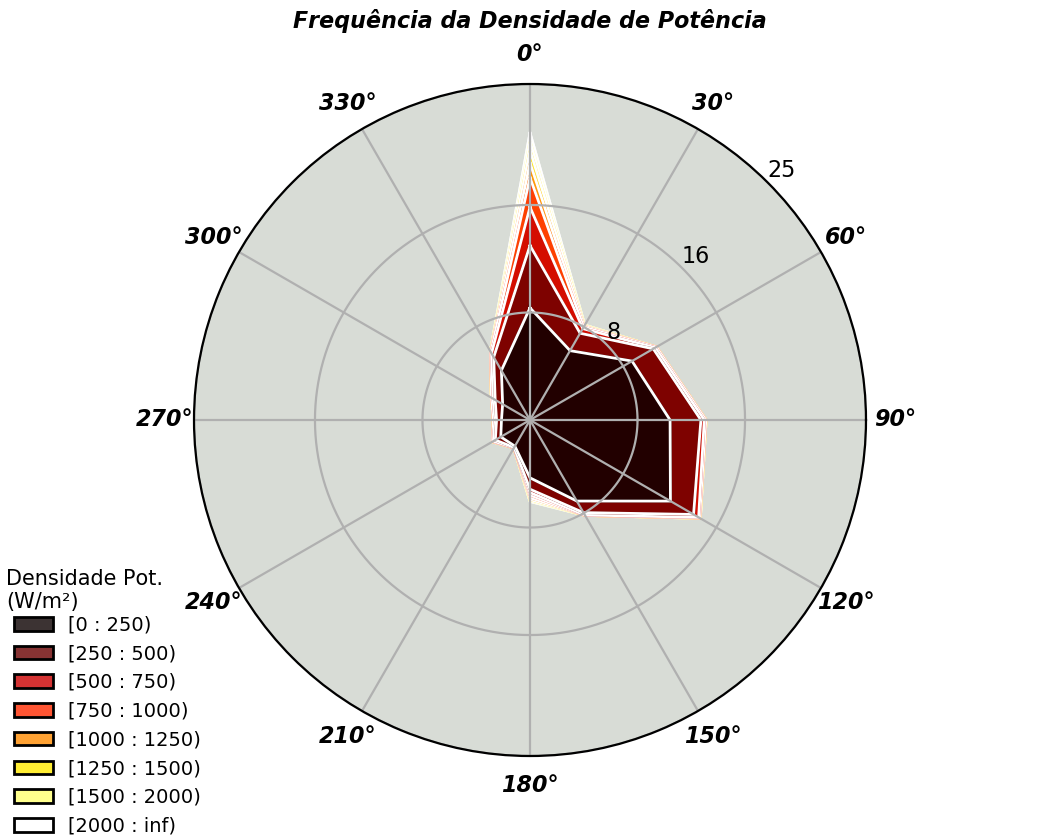 Frequência da Densidade de Potência
0°
330°
30°
25
300°
60°
16
8
270°
90°
240°
120°
210°
150°
180°
Densidade Pot.
(W/m²)
[0 : 250)
[250 : 500)
[500 : 750)
[750 : 1000)
[1000 : 1250)
[1250 : 1500)
[1500 : 2000)
[2000 : inf)